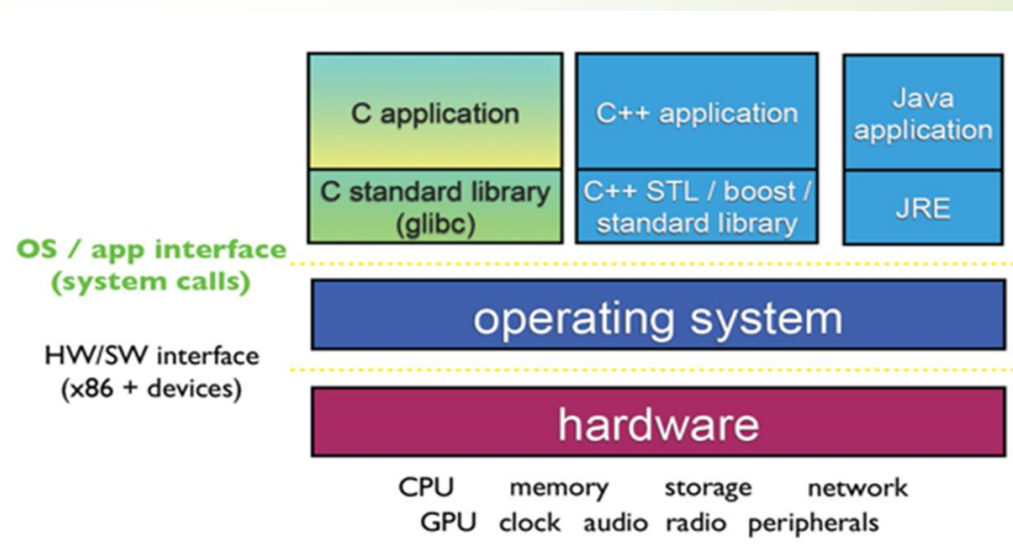 C application
C++ application
Java
application
C standard library
(glibc)
C++ STL / boost /
standard library
JRE
OS / app interface
(system calls)
operating system
HW/SW interface
(x86 + devices)
hardware
CPU memory storage network
GPU clock audio radio peripherals